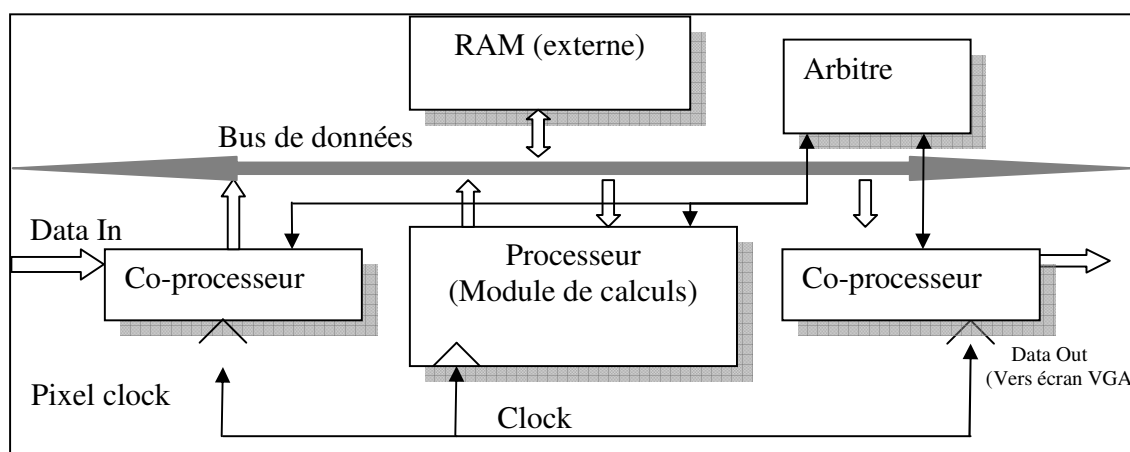 RAM (externe)
Arbitre
Bus de données
Data In
Co-processeur
Processeur
(Module de calculs)
Co-processeur
Data Out
(Vers écran VGA
Pixel clock
Clock